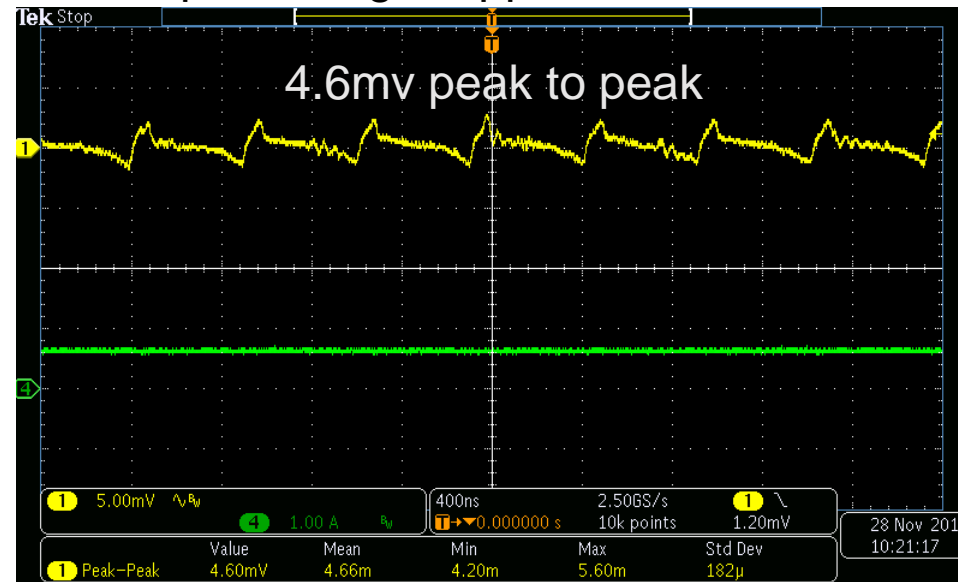 Tek Stop
T
T
4.6mv peak to peak
1
4
1 5.00mV BW
4 1.00 A BW
400ns 2.50GS/s 1
T→▼0.000000 s 10k points 1.20mV
28 Nov 201
10:21:17
Value Mean Min Max Std Dev
1 Peak-Peak 4.60mV 4.66m 4.20m 5.60m 182µ